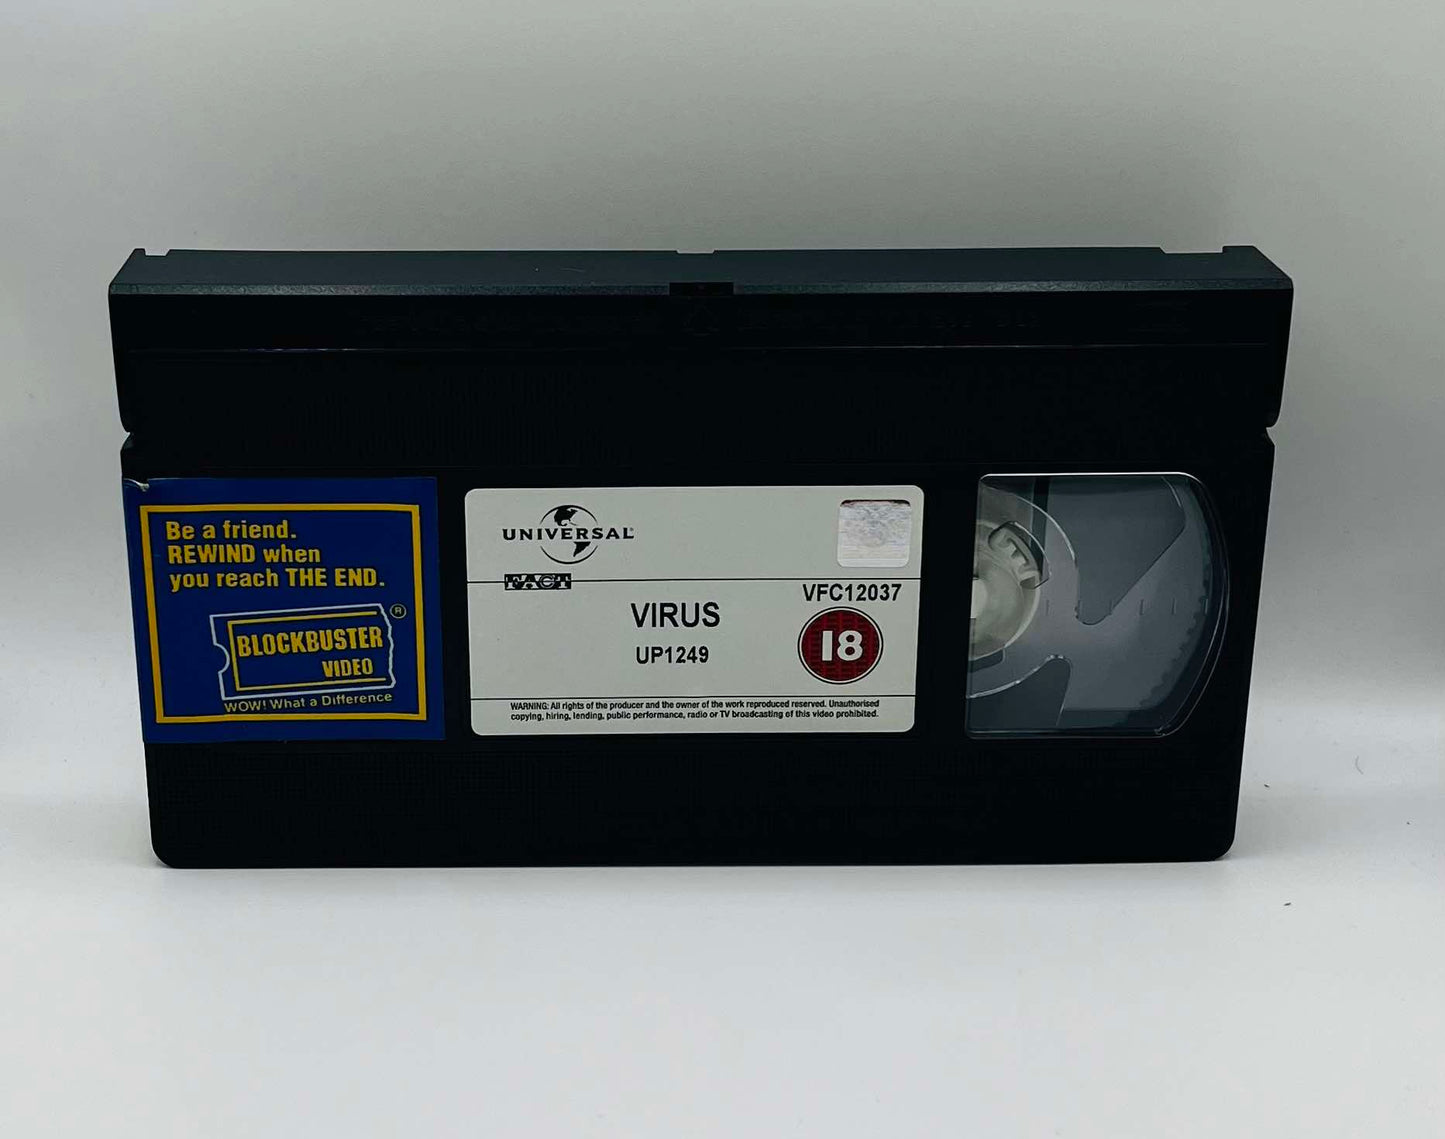 Be a friend.
REWIND when
you reach THE END.
BLOCKBUSTER ®
VIDEO
WOW! What a Difference
UNIVERSAL
FACT
VFC12037
VIRUS
18
UP1249
WARNING: All rights of the producer and the owner of the work reproduced reserved. Unauthorised
copying, hiring, lending, public performance, radio or TV broadcasting of this video prohibited.